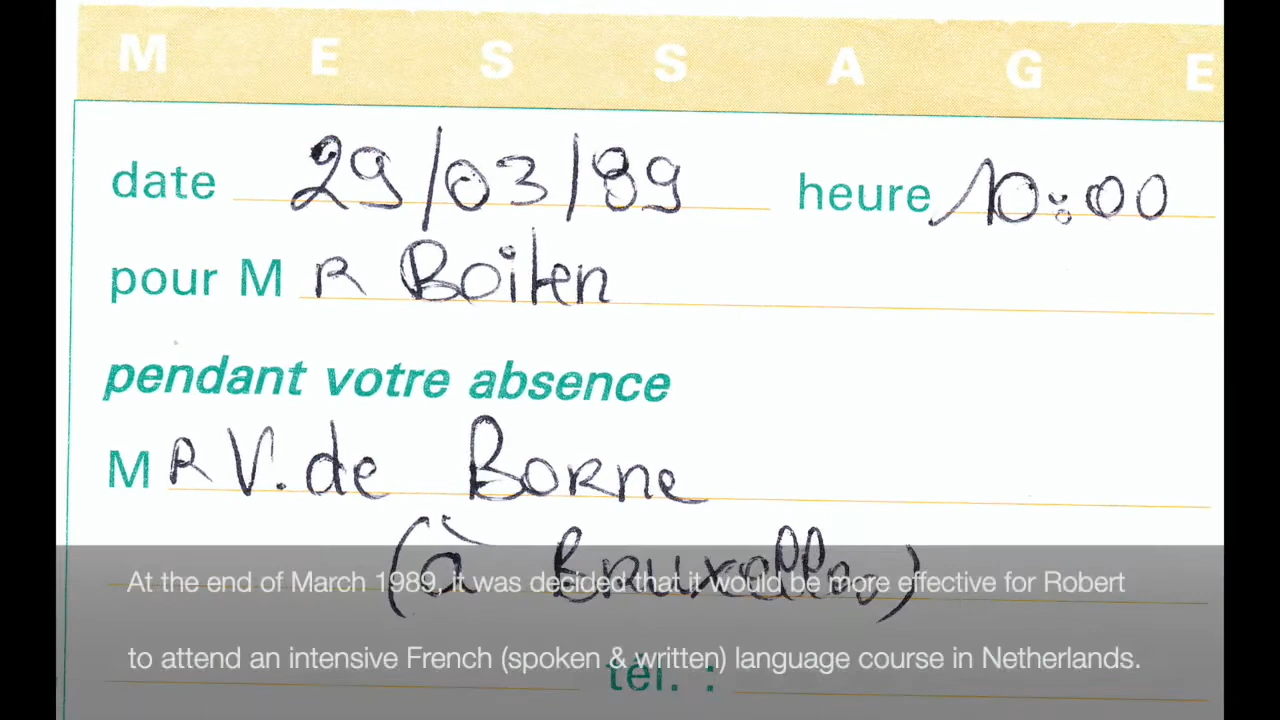 MESSAGE
date 29/03/89 heure 10:00
pour M R Boiten
pendant votre absence
M R V. de Borne
(à Bruxelles)
At the end of March 1989, it was decided that it would be more effective for Robert
to attend an intensive French (spoken & written) language course in Netherlands.
tél. :